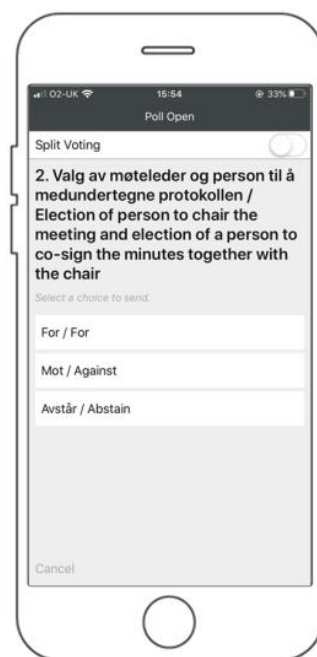 O2-UK 15:54 33%
Poll Open
Split Voting
2. Valg av møteleder og person til å
medundertegne protokollen /
Election of person to chair the
meeting and election of a person to
co-sign the minutes together with
the chair
Select a choice to send.
For / For
Mot / Against
Avstår / Abstain
Cancel